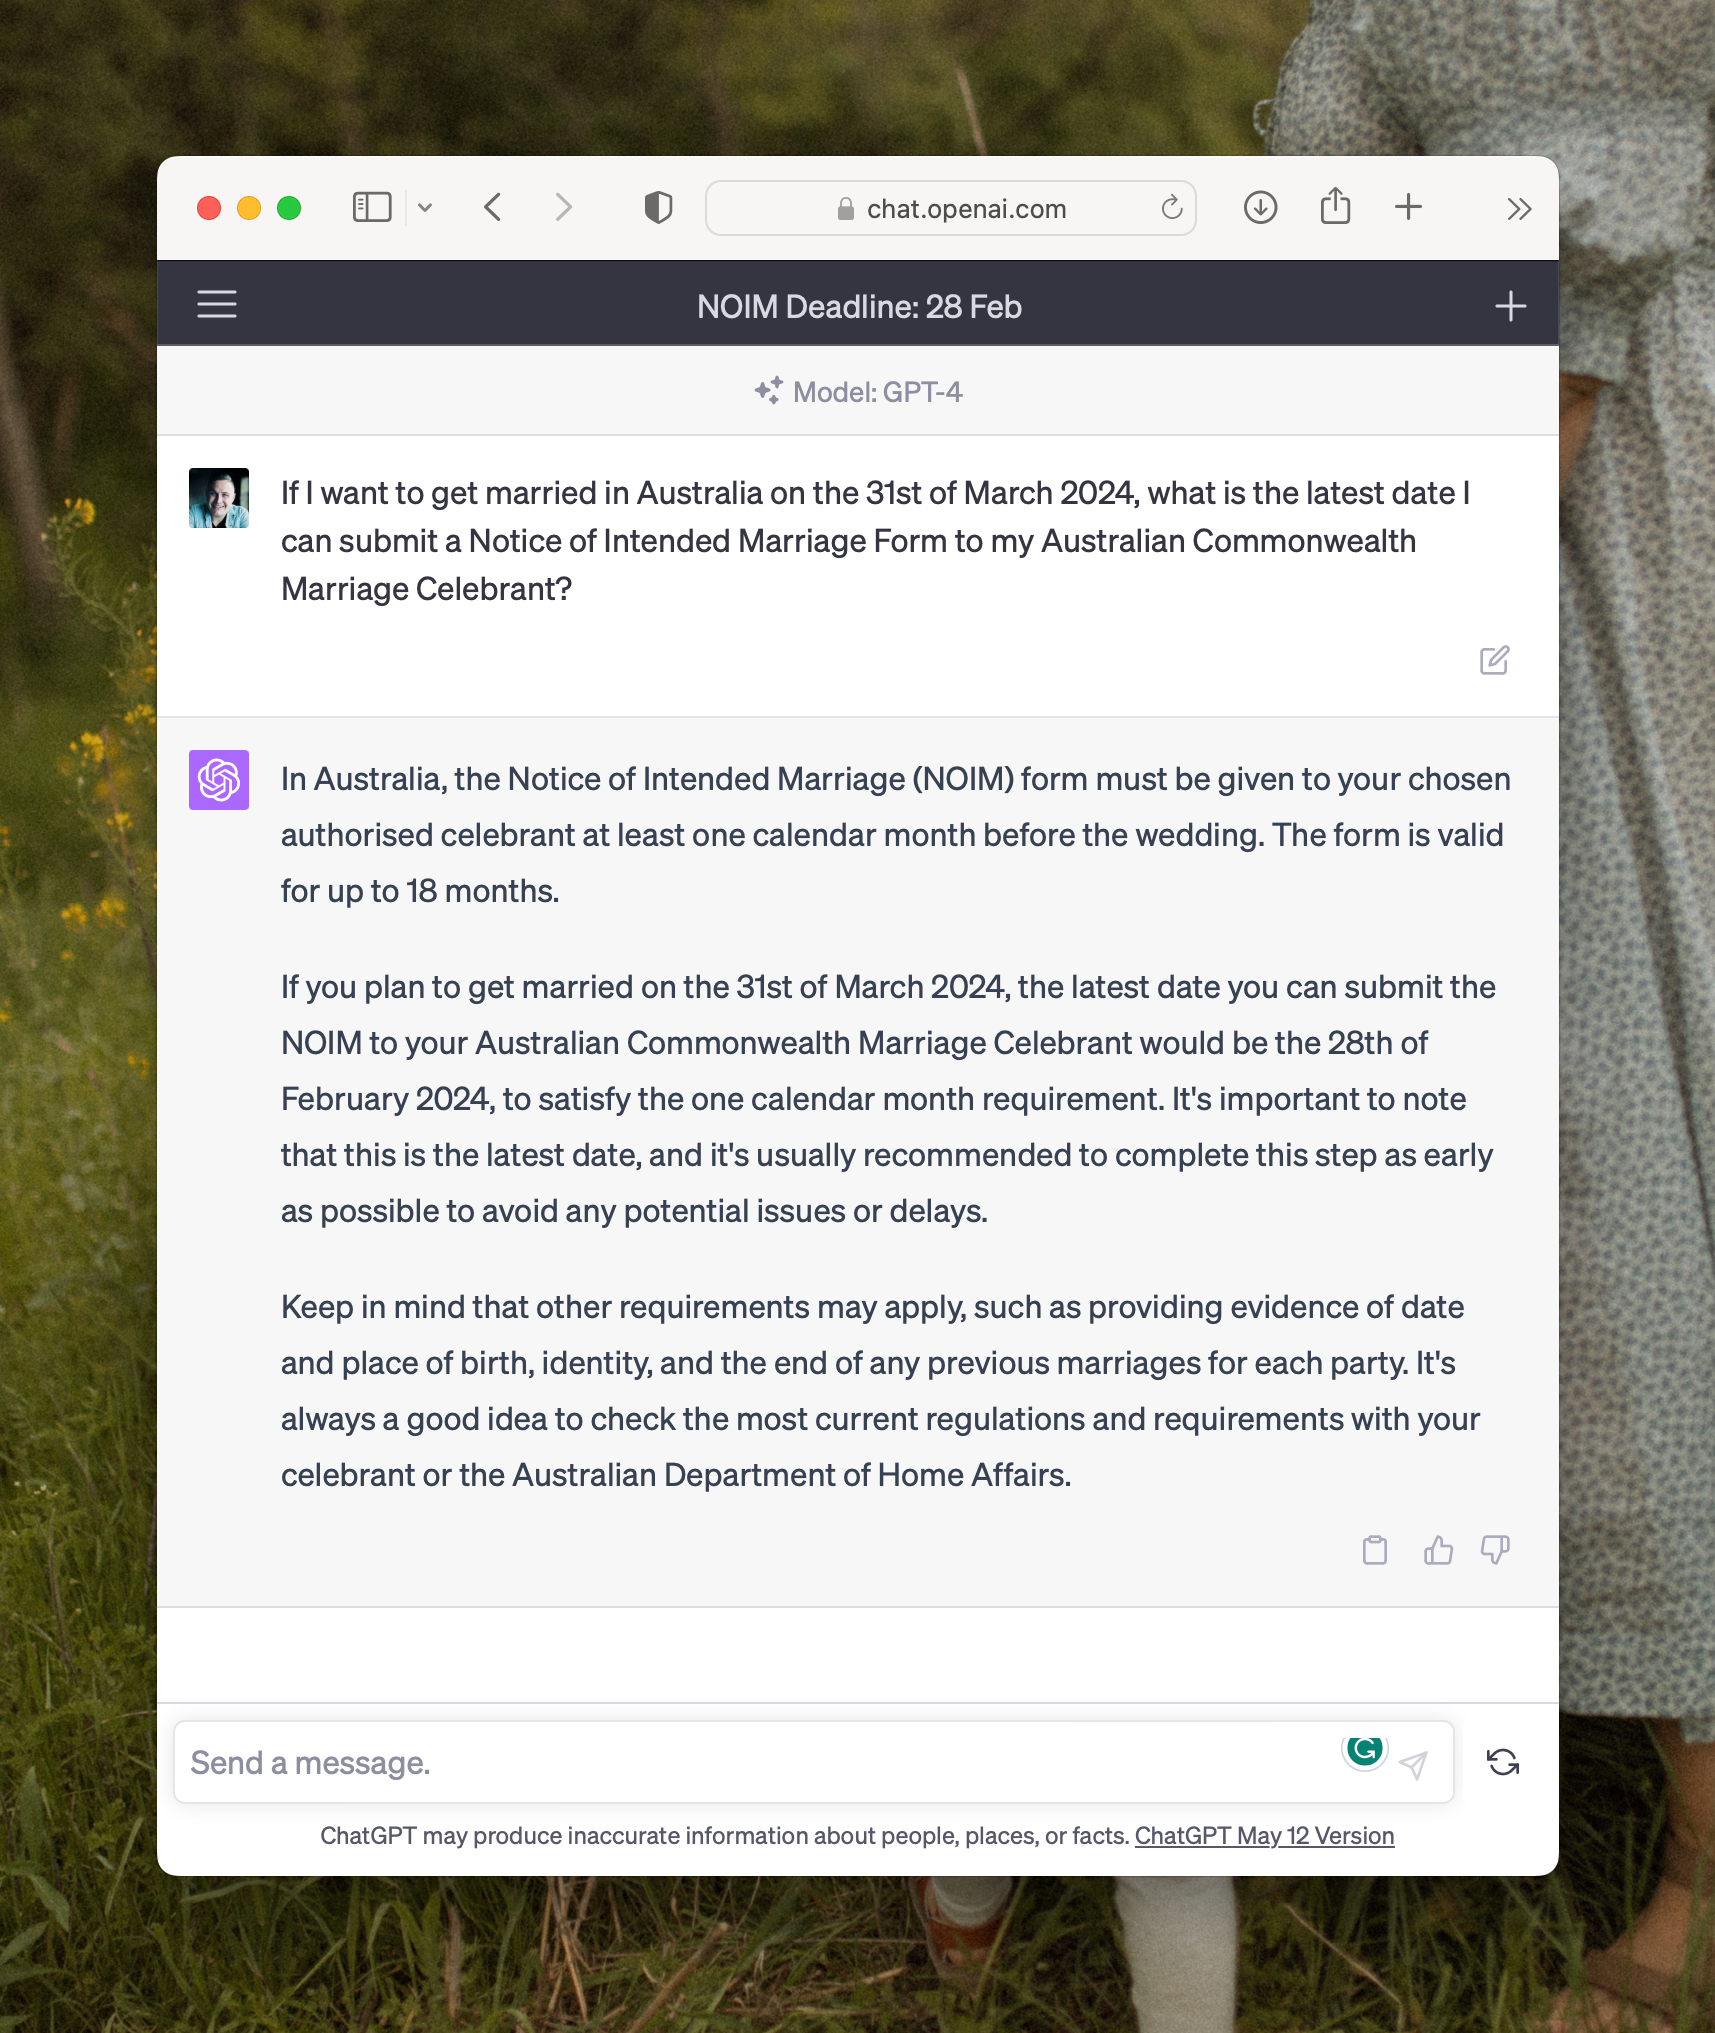 chat.openai.com
NOIM Deadline: 28 Feb
Model: GPT-4
If I want to get married in Australia on the 31st of March 2024, what is the latest date I
can submit a Notice of Intended Marriage Form to my Australian Commonwealth
Marriage Celebrant?
In Australia, the Notice of Intended Marriage (NOIM) form must be given to your chosen
authorised celebrant at least one calendar month before the wedding. The form is valid
for up to 18 months.
If you plan to get married on the 31st of March 2024, the latest date you can submit the
NOIM to your Australian Commonwealth Marriage Celebrant would be the 28th of
February 2024, to satisfy the one calendar month requirement. It's important to note
that this is the latest date, and it's usually recommended to complete this step as early
as possible to avoid any potential issues or delays.
Keep in mind that other requirements may apply, such as providing evidence of date
and place of birth, identity, and the end of any previous marriages for each party. It's
always a good idea to check the most current regulations and requirements with your
celebrant or the Australian Department of Home Affairs.
Send a message.
ChatGPT may produce inaccurate information about people, places, or facts. ChatGPT May 12 Version